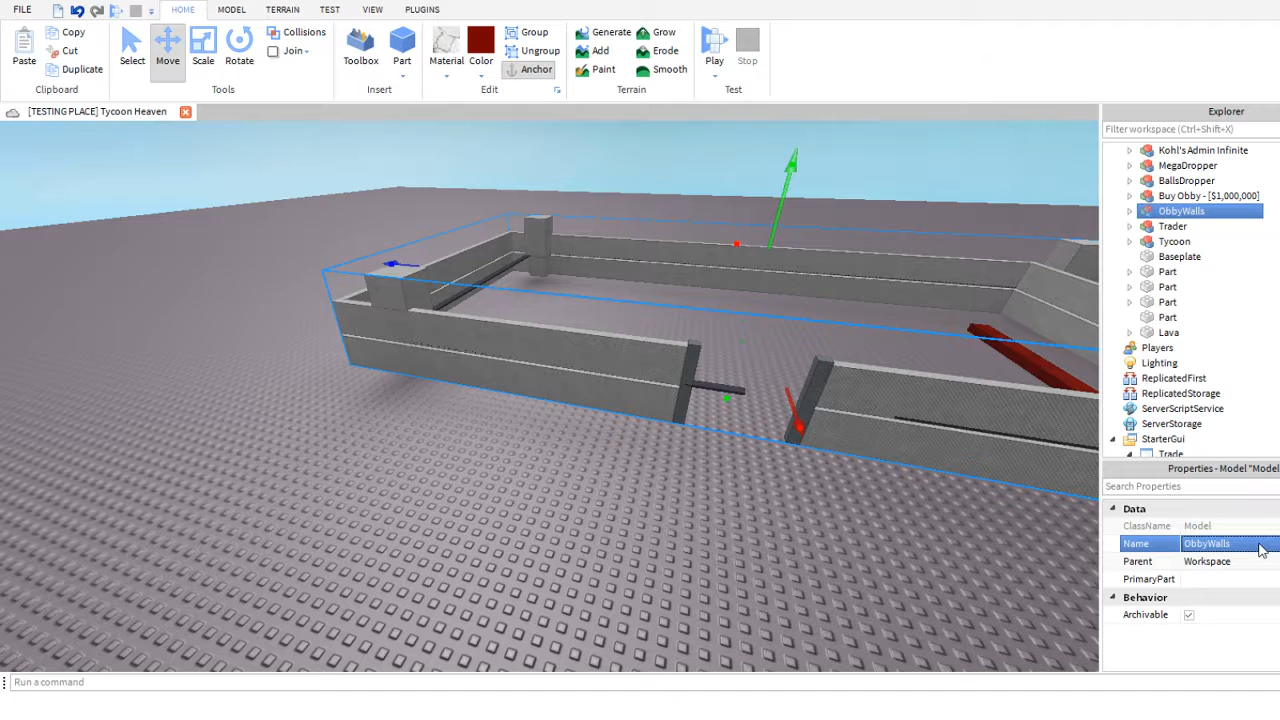 FILE HOME MODEL TERRAIN TEST VIEW PLUGINS
Copy Collisions Group Generate Grow
Cut Join Ungroup Add Erode
Paste Duplicate Select Move Scale Rotate Toolbox Part Material Color Anchor Paint Smooth Play Stop
Clipboard Tools Insert Edit Terrain Test
[TESTING PLACE] Tycoon Heaven
Explorer
Filter workspace (Ctrl+Shift+X)
Kohl's Admin Infinite
MegaDropper
BallsDropper
Buy Obby - [$1,000,000]
ObbyWalls
Trader
Tycoon
Baseplate
Part
Part
Part
Part
Lava
Players
Lighting
ReplicatedFirst
ReplicatedStorage
ServerScriptService
ServerStorage
StarterGui
Trade
Properties - Model "Model
Search Properties
Data
ClassName Model
Name ObbyWalls
Parent Workspace
PrimaryPart
Behavior
Archivable
Run a command